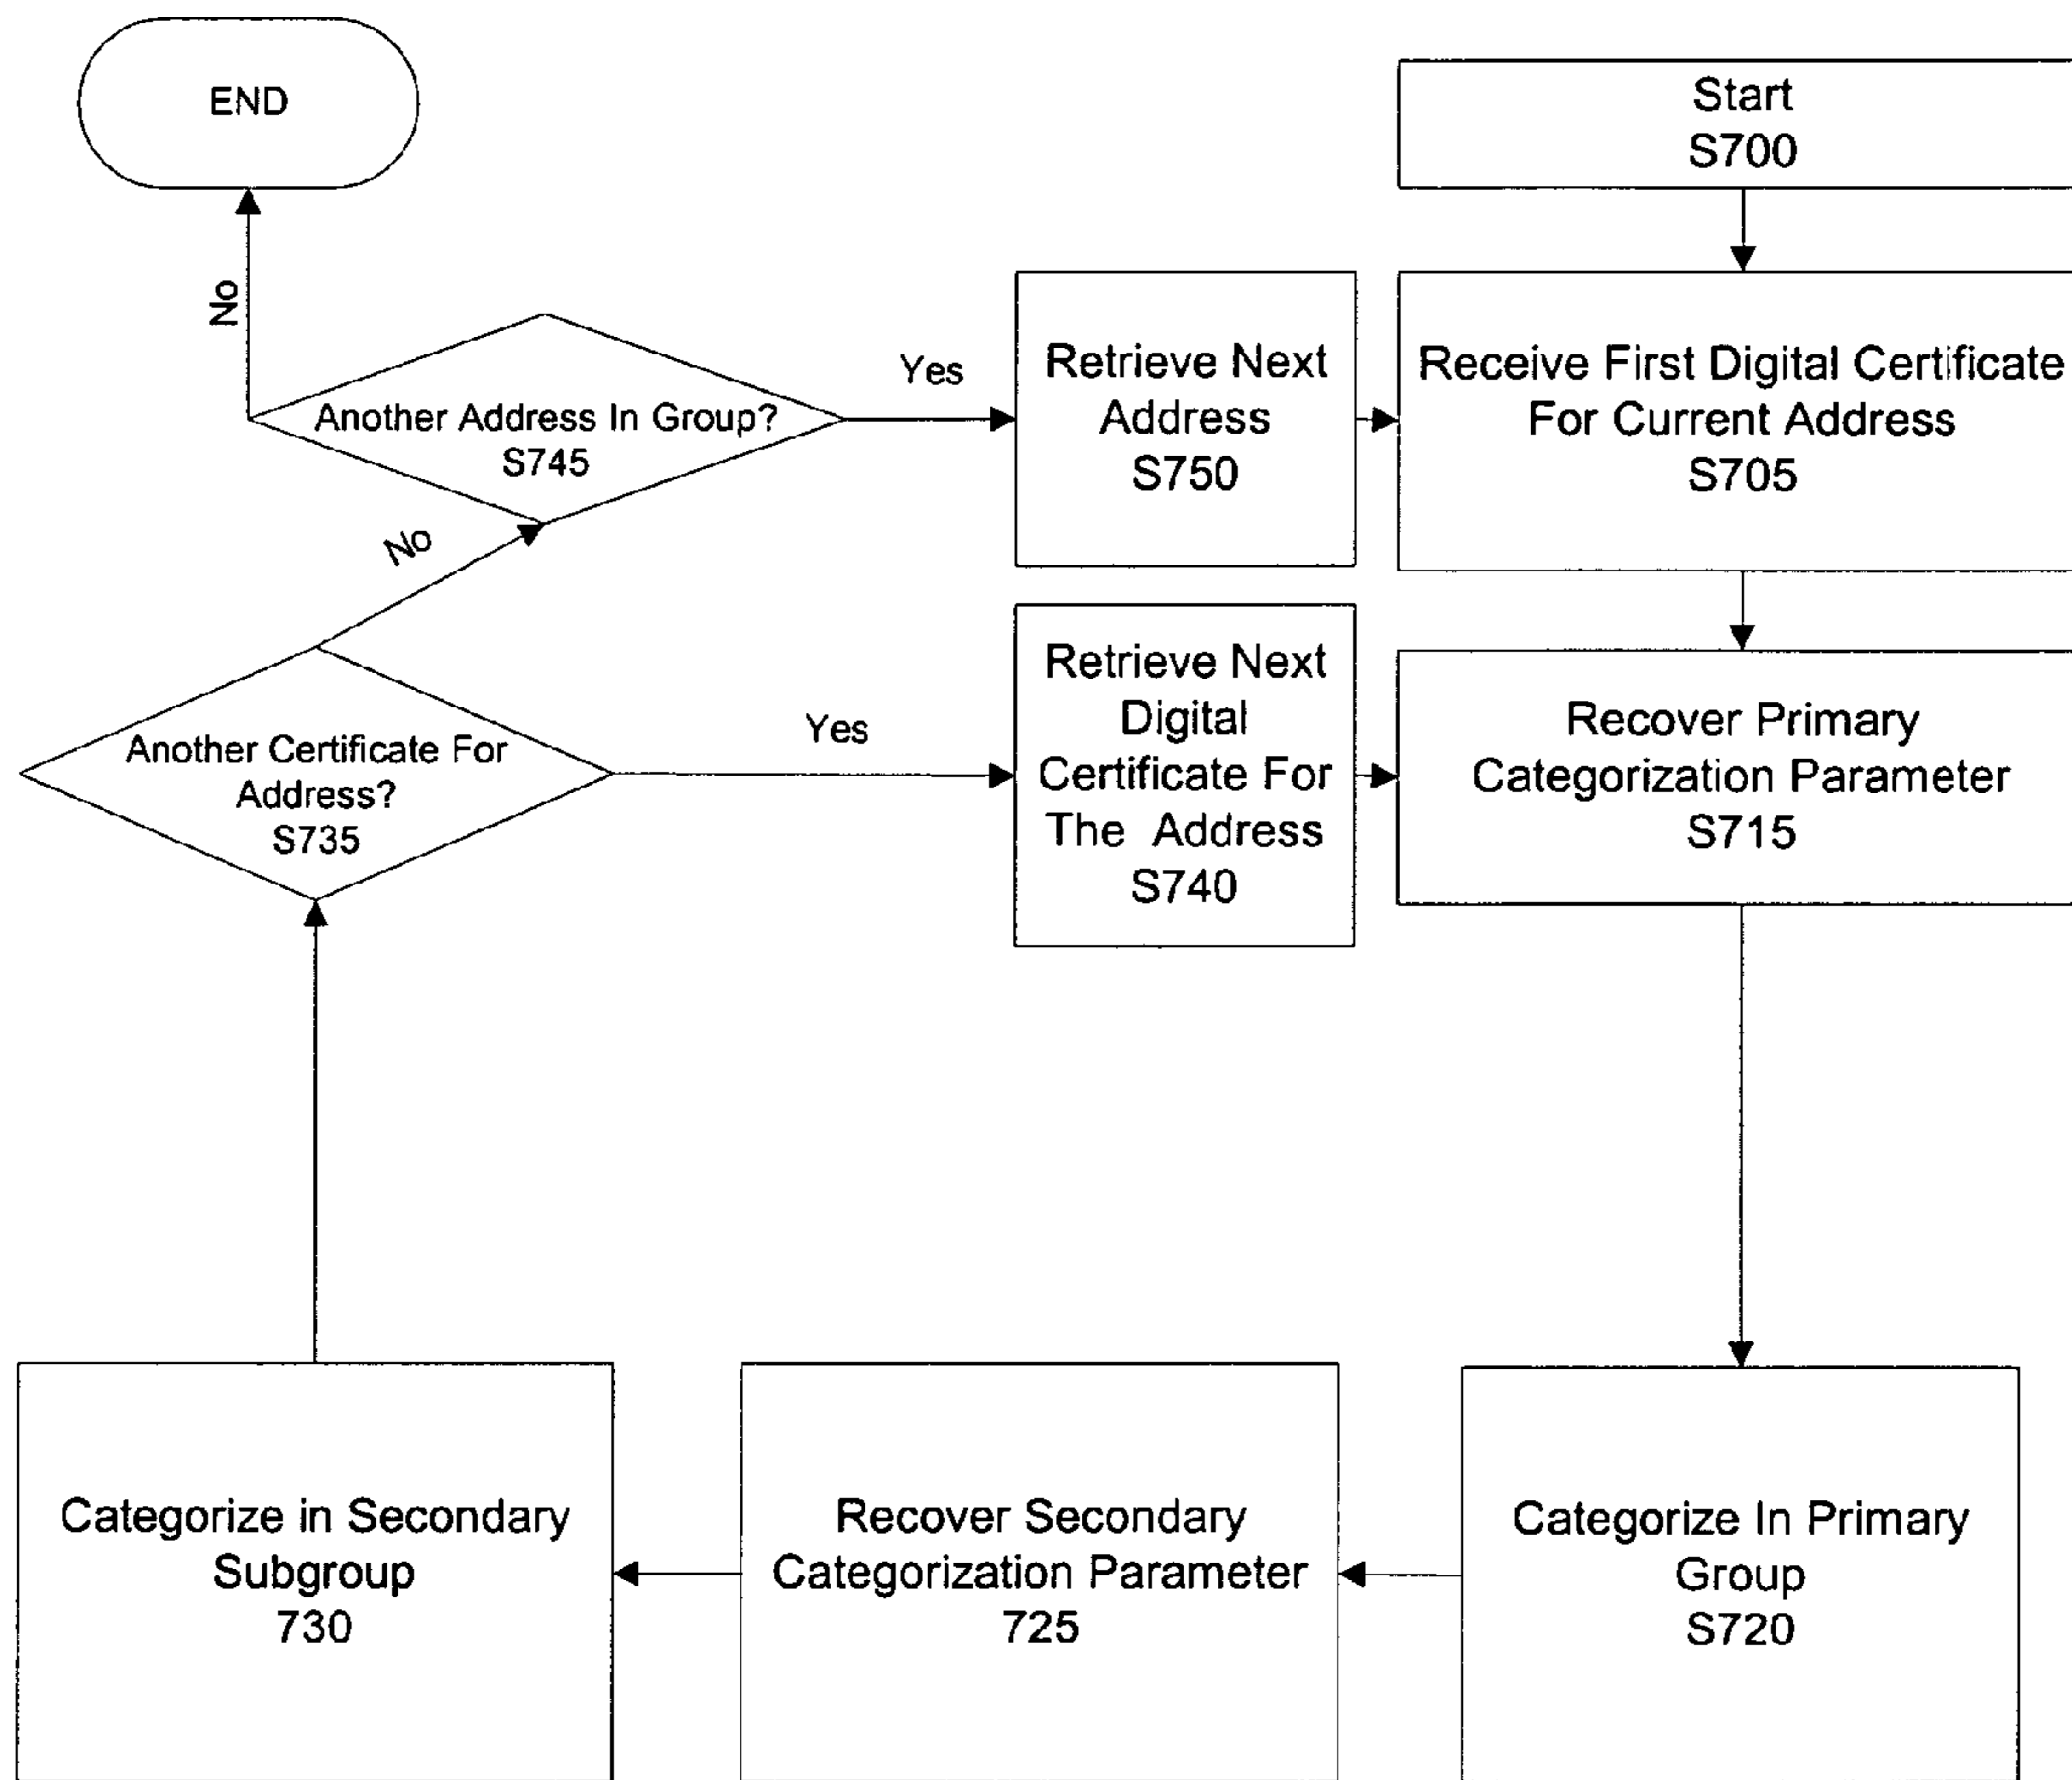 END
Start
S700
No
Another Address In Group?
S745
Yes
Retrieve Next
Address
S750
Receive First Digital Certificate
For Current Address
S705
No
Another Certificate For
Address?
S735
Yes
Retrieve Next
Digital
Certificate For
The Address
S740
Recover Primary
Categorization Parameter
S715
Categorize in Secondary
Subgroup
730
Recover Secondary
Categorization Parameter
725
Categorize In Primary
Group
S720